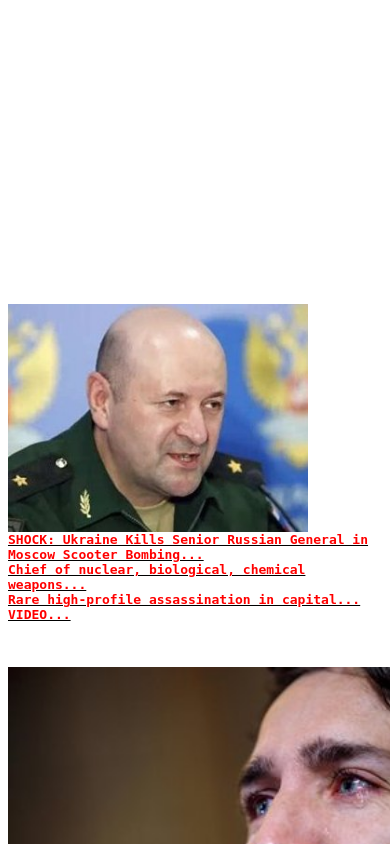 SHOCK: Ukraine Kills Senior Russian General in
Moscow Scooter Bombing...
Chief of nuclear, biological, chemical
weapons...
Rare high-profile assassination in capital...
VIDEO...